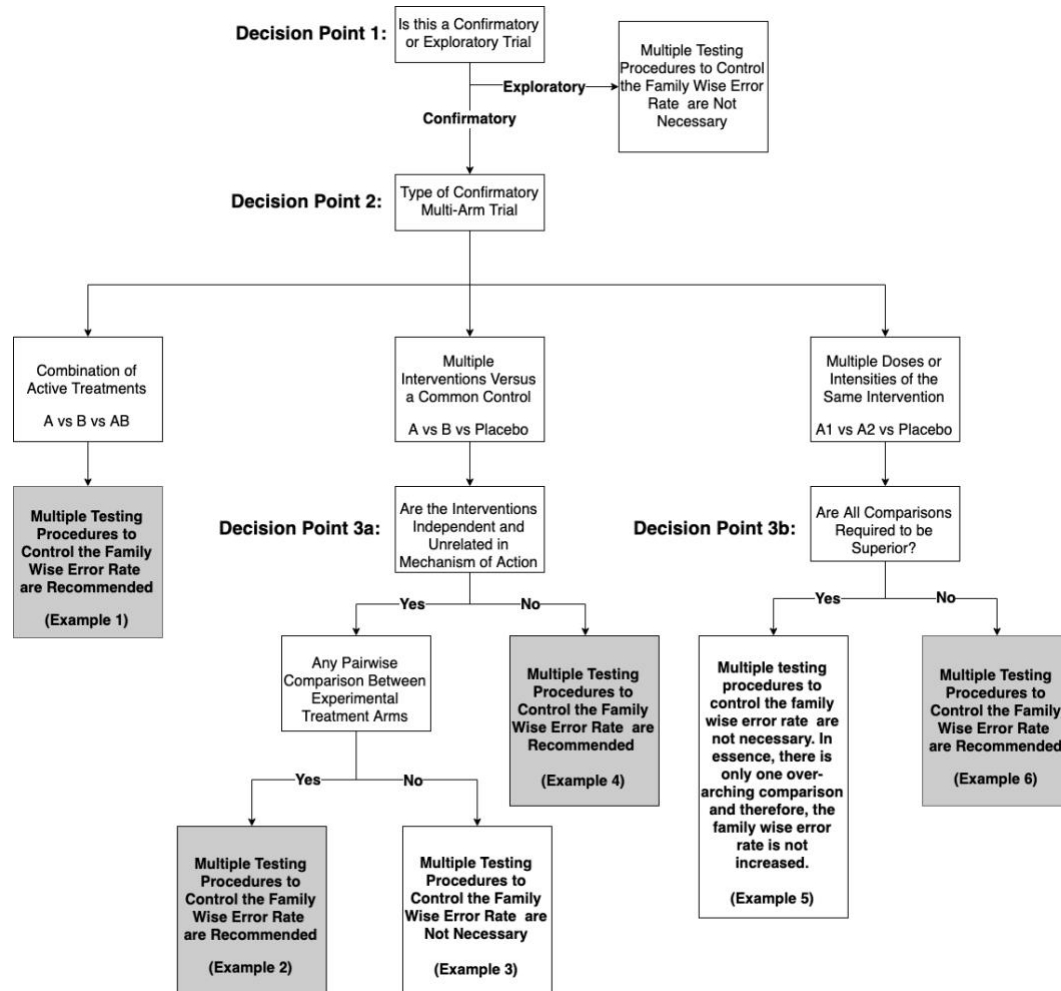 Decision Point 1:
Is this a Confirmatory
or Exploratory Trial
Multiple Testing
Procedures to Control
the Family Wise Error
Rate are Not
Necessary
Exploratory
Confirmatory
Decision Point 2:
Type of Confirmatory
Multi-Arm Trial
Combination of
Active Treatments
A vs B vs AB
Multiple
Interventions Versus
a Common Control
A vs B vs Placebo
Multiple Doses or
Intensities of the
Same Intervention
A1 vs A2 vs Placebo
Multiple Testing
Procedures to
Control the Family
Wise Error Rate
are Recommended
(Example 1)
Decision Point 3a:
Are the Interventions
Independent and
Unrelated in
Mechanism of Action
Decision Point 3b:
Are All Comparisons
Required to be
Superior?
Yes
No
Yes
No
Any Pairwise
Comparison Between
Experimental
Treatment Arms
Multiple Testing
Procedures to
Control the Family
Wise Error Rate are
Recommended
(Example 4)
Multiple testing
procedures to
control the family
wise error rate are
not necessary. In
essence, there is
only one over-
arching comparison
and therefore, the
family wise error
rate is not
increased.
(Example 5)
Multiple Testing
Procedures to
Control the Family
Wise Error Rate
are Recommended
(Example 6)
Yes
No
Multiple Testing
Procedures to
Control the Family
Wise Error Rate
are Recommended
(Example 2)
Multiple Testing
Procedures to
Control the Family
Wise Error Rate are
Not Necessary
(Example 3)